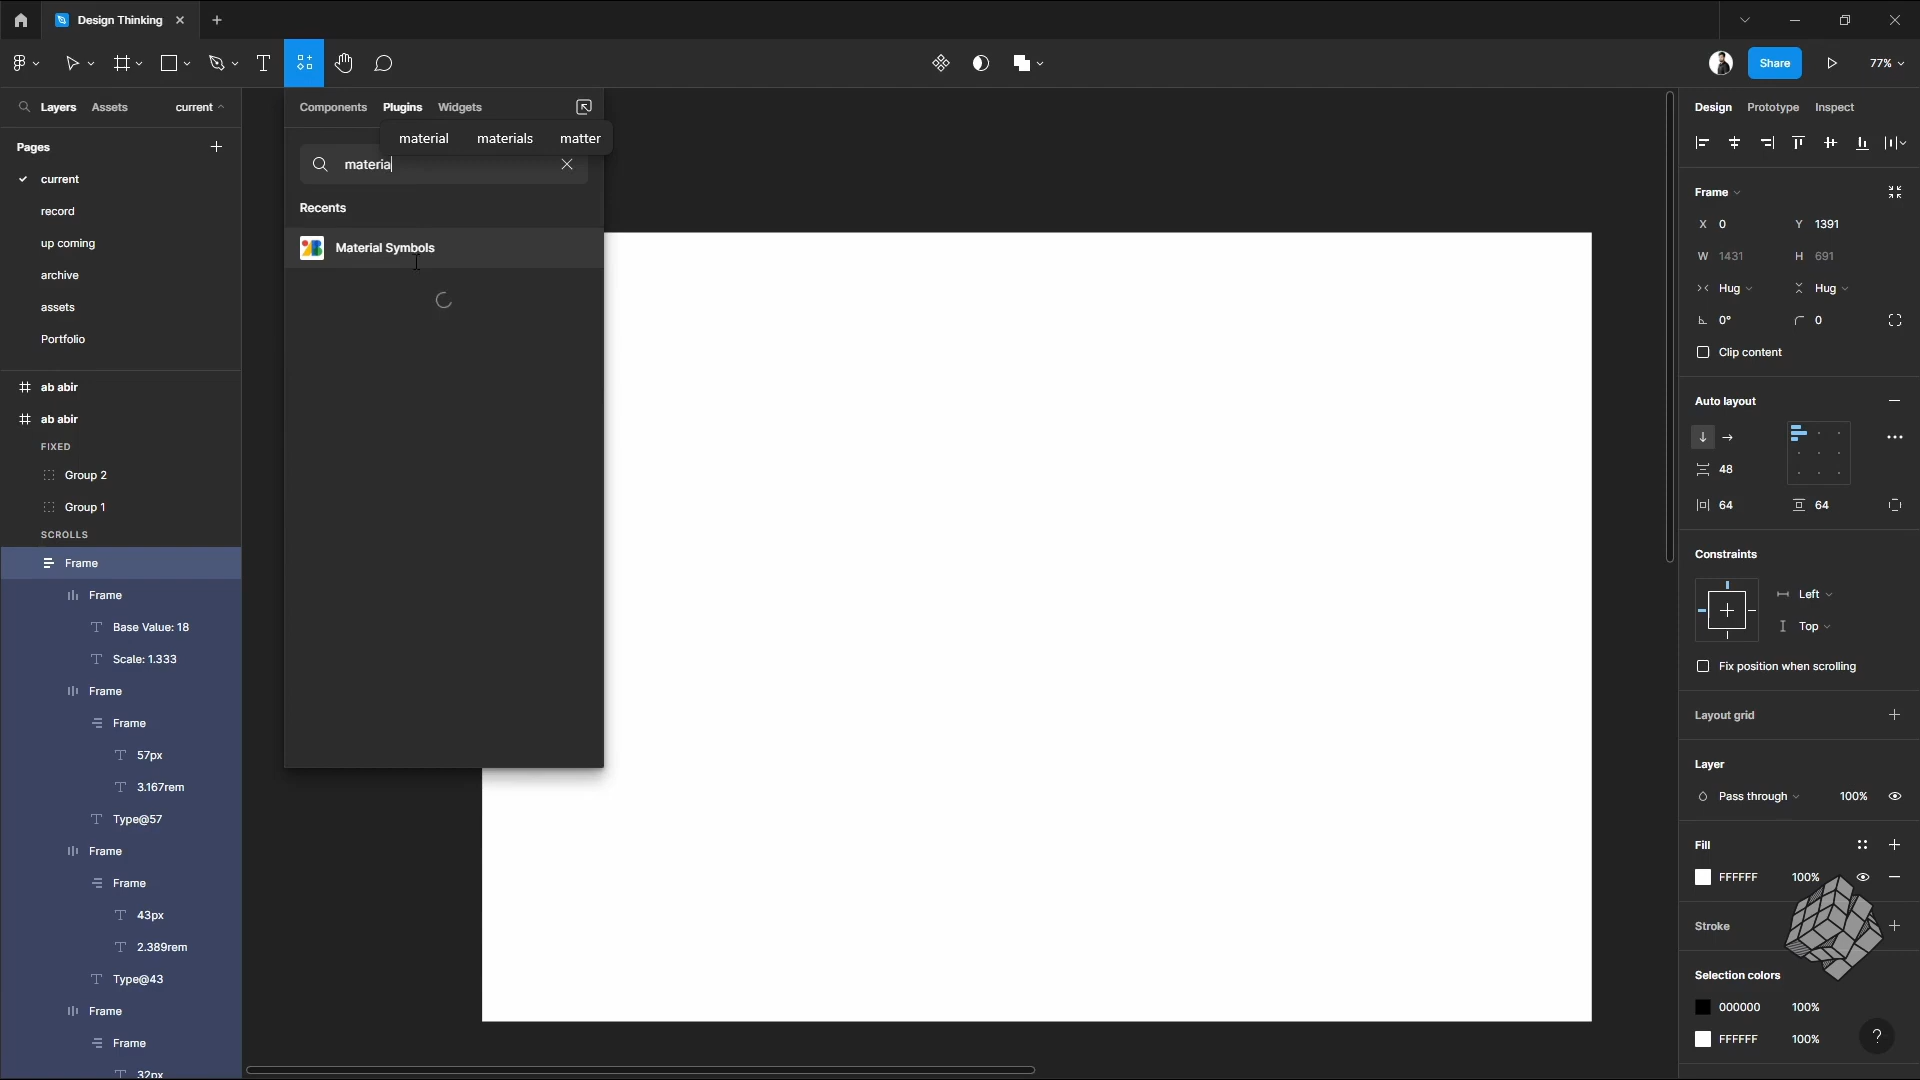 Design Thinking
Share
77%
Layers
Assets
current
Components
Plugins
Widgets
material
materials
matter
materia
Recents
Material Symbols
Pages
current
record
up coming
archive
assets
Portfolio
ab abir
ab abir
FIXED
Group 2
Group 1
SCROLLS
Frame
Frame
Base Value: 18
Scale: 1.333
Frame
Frame
57px
3.167rem
Type@57
Frame
Frame
43px
2.389rem
Type@43
Frame
Frame
32px
Design
Prototype
Inspect
Frame
X 0
Y 1391
W 1431
H 691
Hug
Hug
0°
0
Clip content
Auto layout
48
64
64
Constraints
Left
Top
Fix position when scrolling
Layout grid
Layer
Pass through
100%
Fill
FFFFFF
100%
Stroke
Selection colors
000000
100%
FFFFFF
100%
?